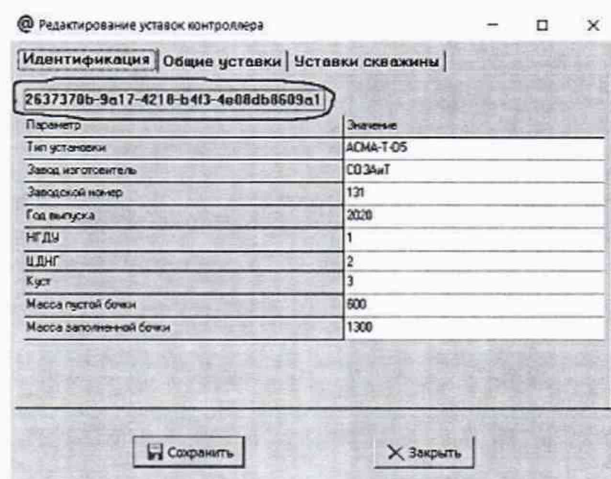 Редактирование уставок контроллера
Идентификация Общие уставки Уставки скважины
2637370b-9a17-4218-b4f3-4e08db8609a1
Параметр Значение
Тип установки АСМА-Т-05
Завод изготовитель СОЗАиТ
Заводской номер 131
Год выпуска 2020
НГДУ 1
ЦДНГ 2
Куст 3
Масса пустой бочки 600
Масса заполненной бочки 1300
Сохранить Закрыть